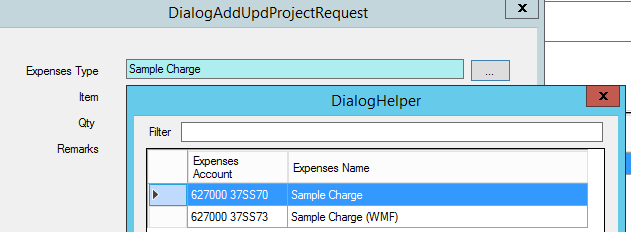 DialogAddUpdProjectRequest
x
Expenses Type Sample Charge ...
Item
Qty
Remarks
DialogHelper
x
Filter
Expenses Account Expenses Name
627000 37SS70 Sample Charge
627000 37SS73 Sample Charge (WMF)